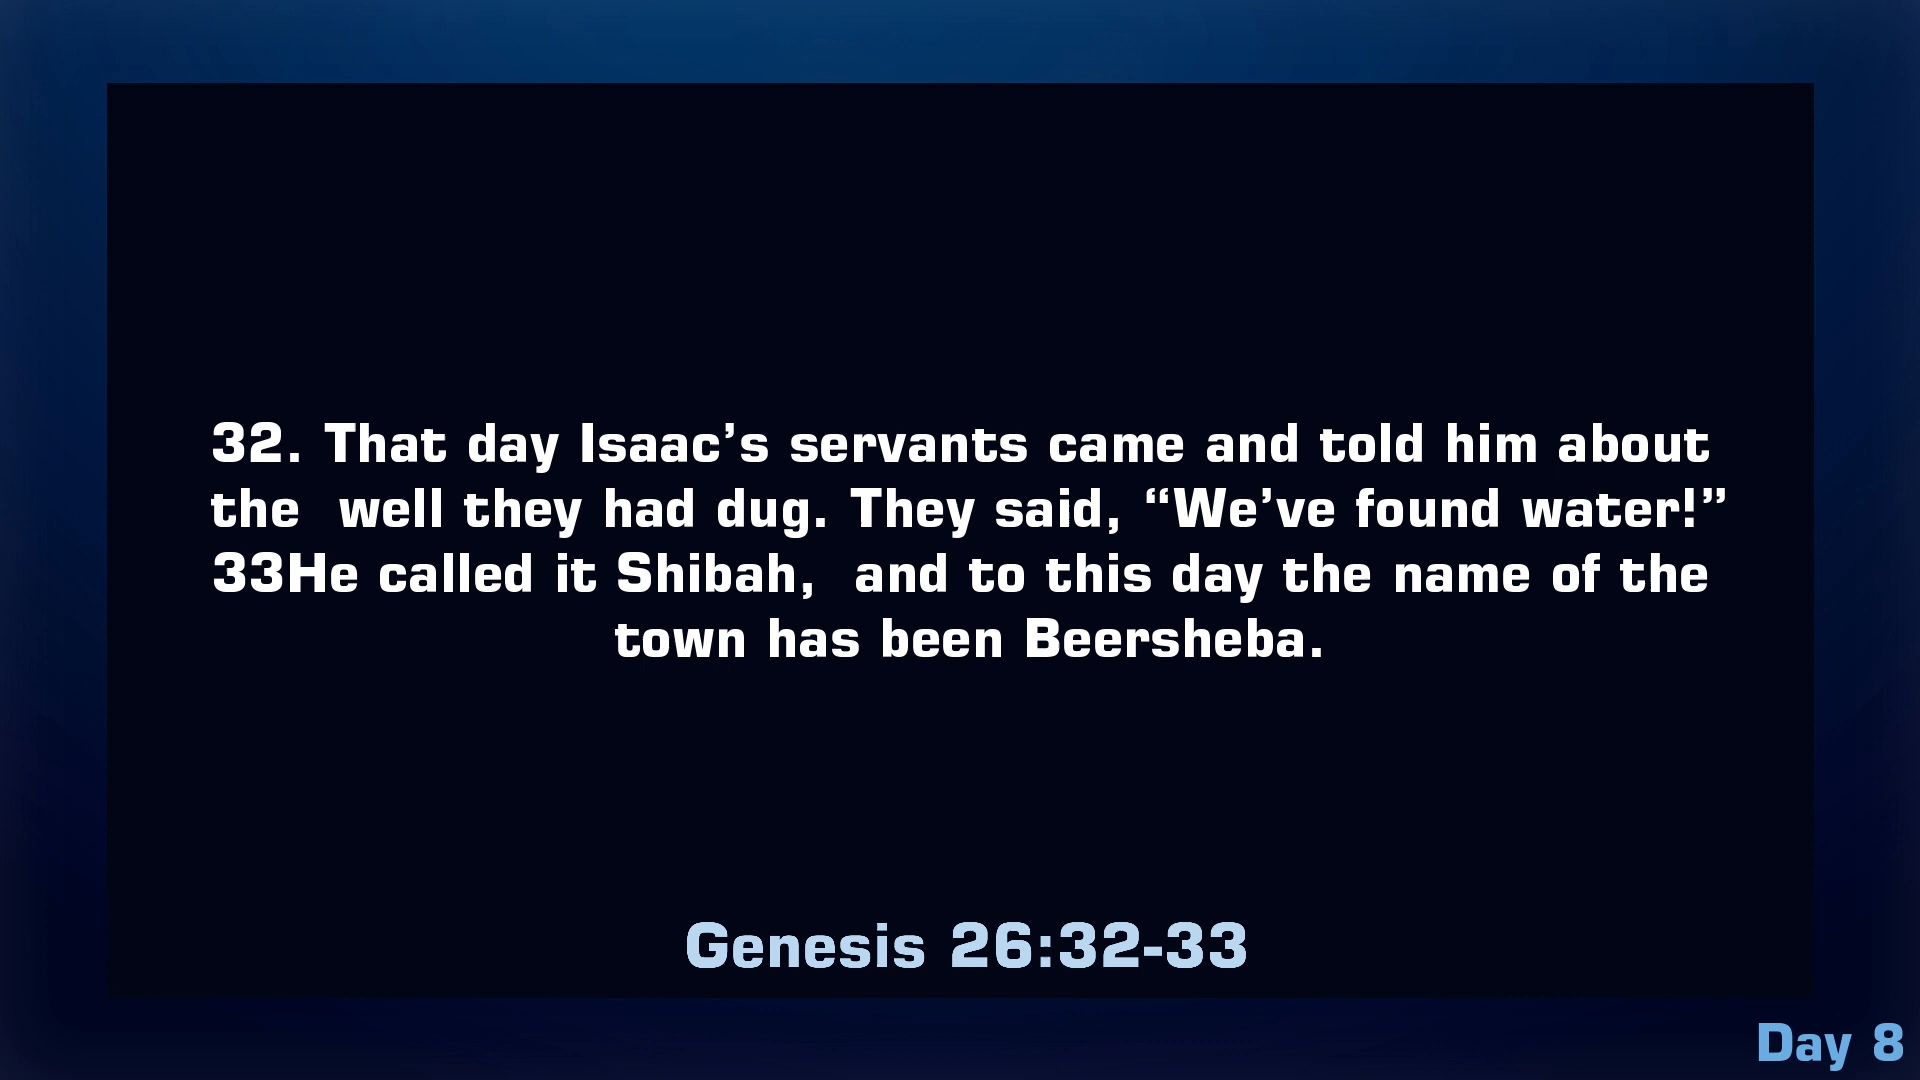 32. That day Isaac’s servants came and told him about
the  well they had dug. They said, “We’ve found water!”
33He called it Shibah,  and to this day the name of the
town has been Beersheba.
Genesis 26:32-33
Day 8